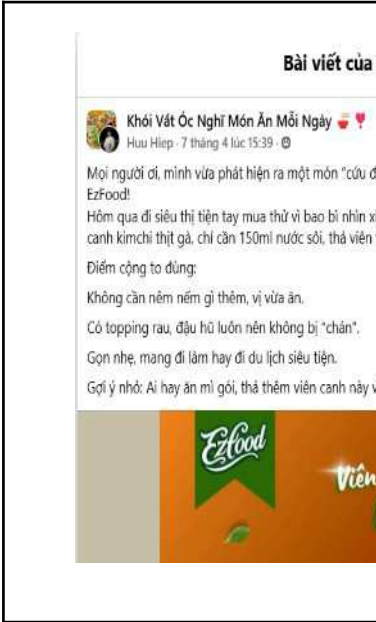 Bài viết của
Khói Vắt Óc Nghĩ Món Ăn Mỗi Ngày
Huu Hiep · 7 tháng 4 lúc 15:39 ·
Mọi người ơi, mình vừa phát hiện ra một món "cứu đ
EzFood!
Hôm qua đi siêu thị tiện tay mua thử vì bao bì nhìn xi
canh kimchi thịt gà, chỉ cần 150ml nước sôi, thả viên
Điểm cộng to đùng:
Không cần nêm nếm gì thêm, vị vừa ăn.
Có topping rau, đậu hũ luôn nên không bị "chán".
Gọn nhẹ, mang đi làm hay đi du lịch siêu tiện.
Gợi ý nhỏ: Ai hay ăn mì gói, thả thêm viên canh này v
Ezfood
Viên